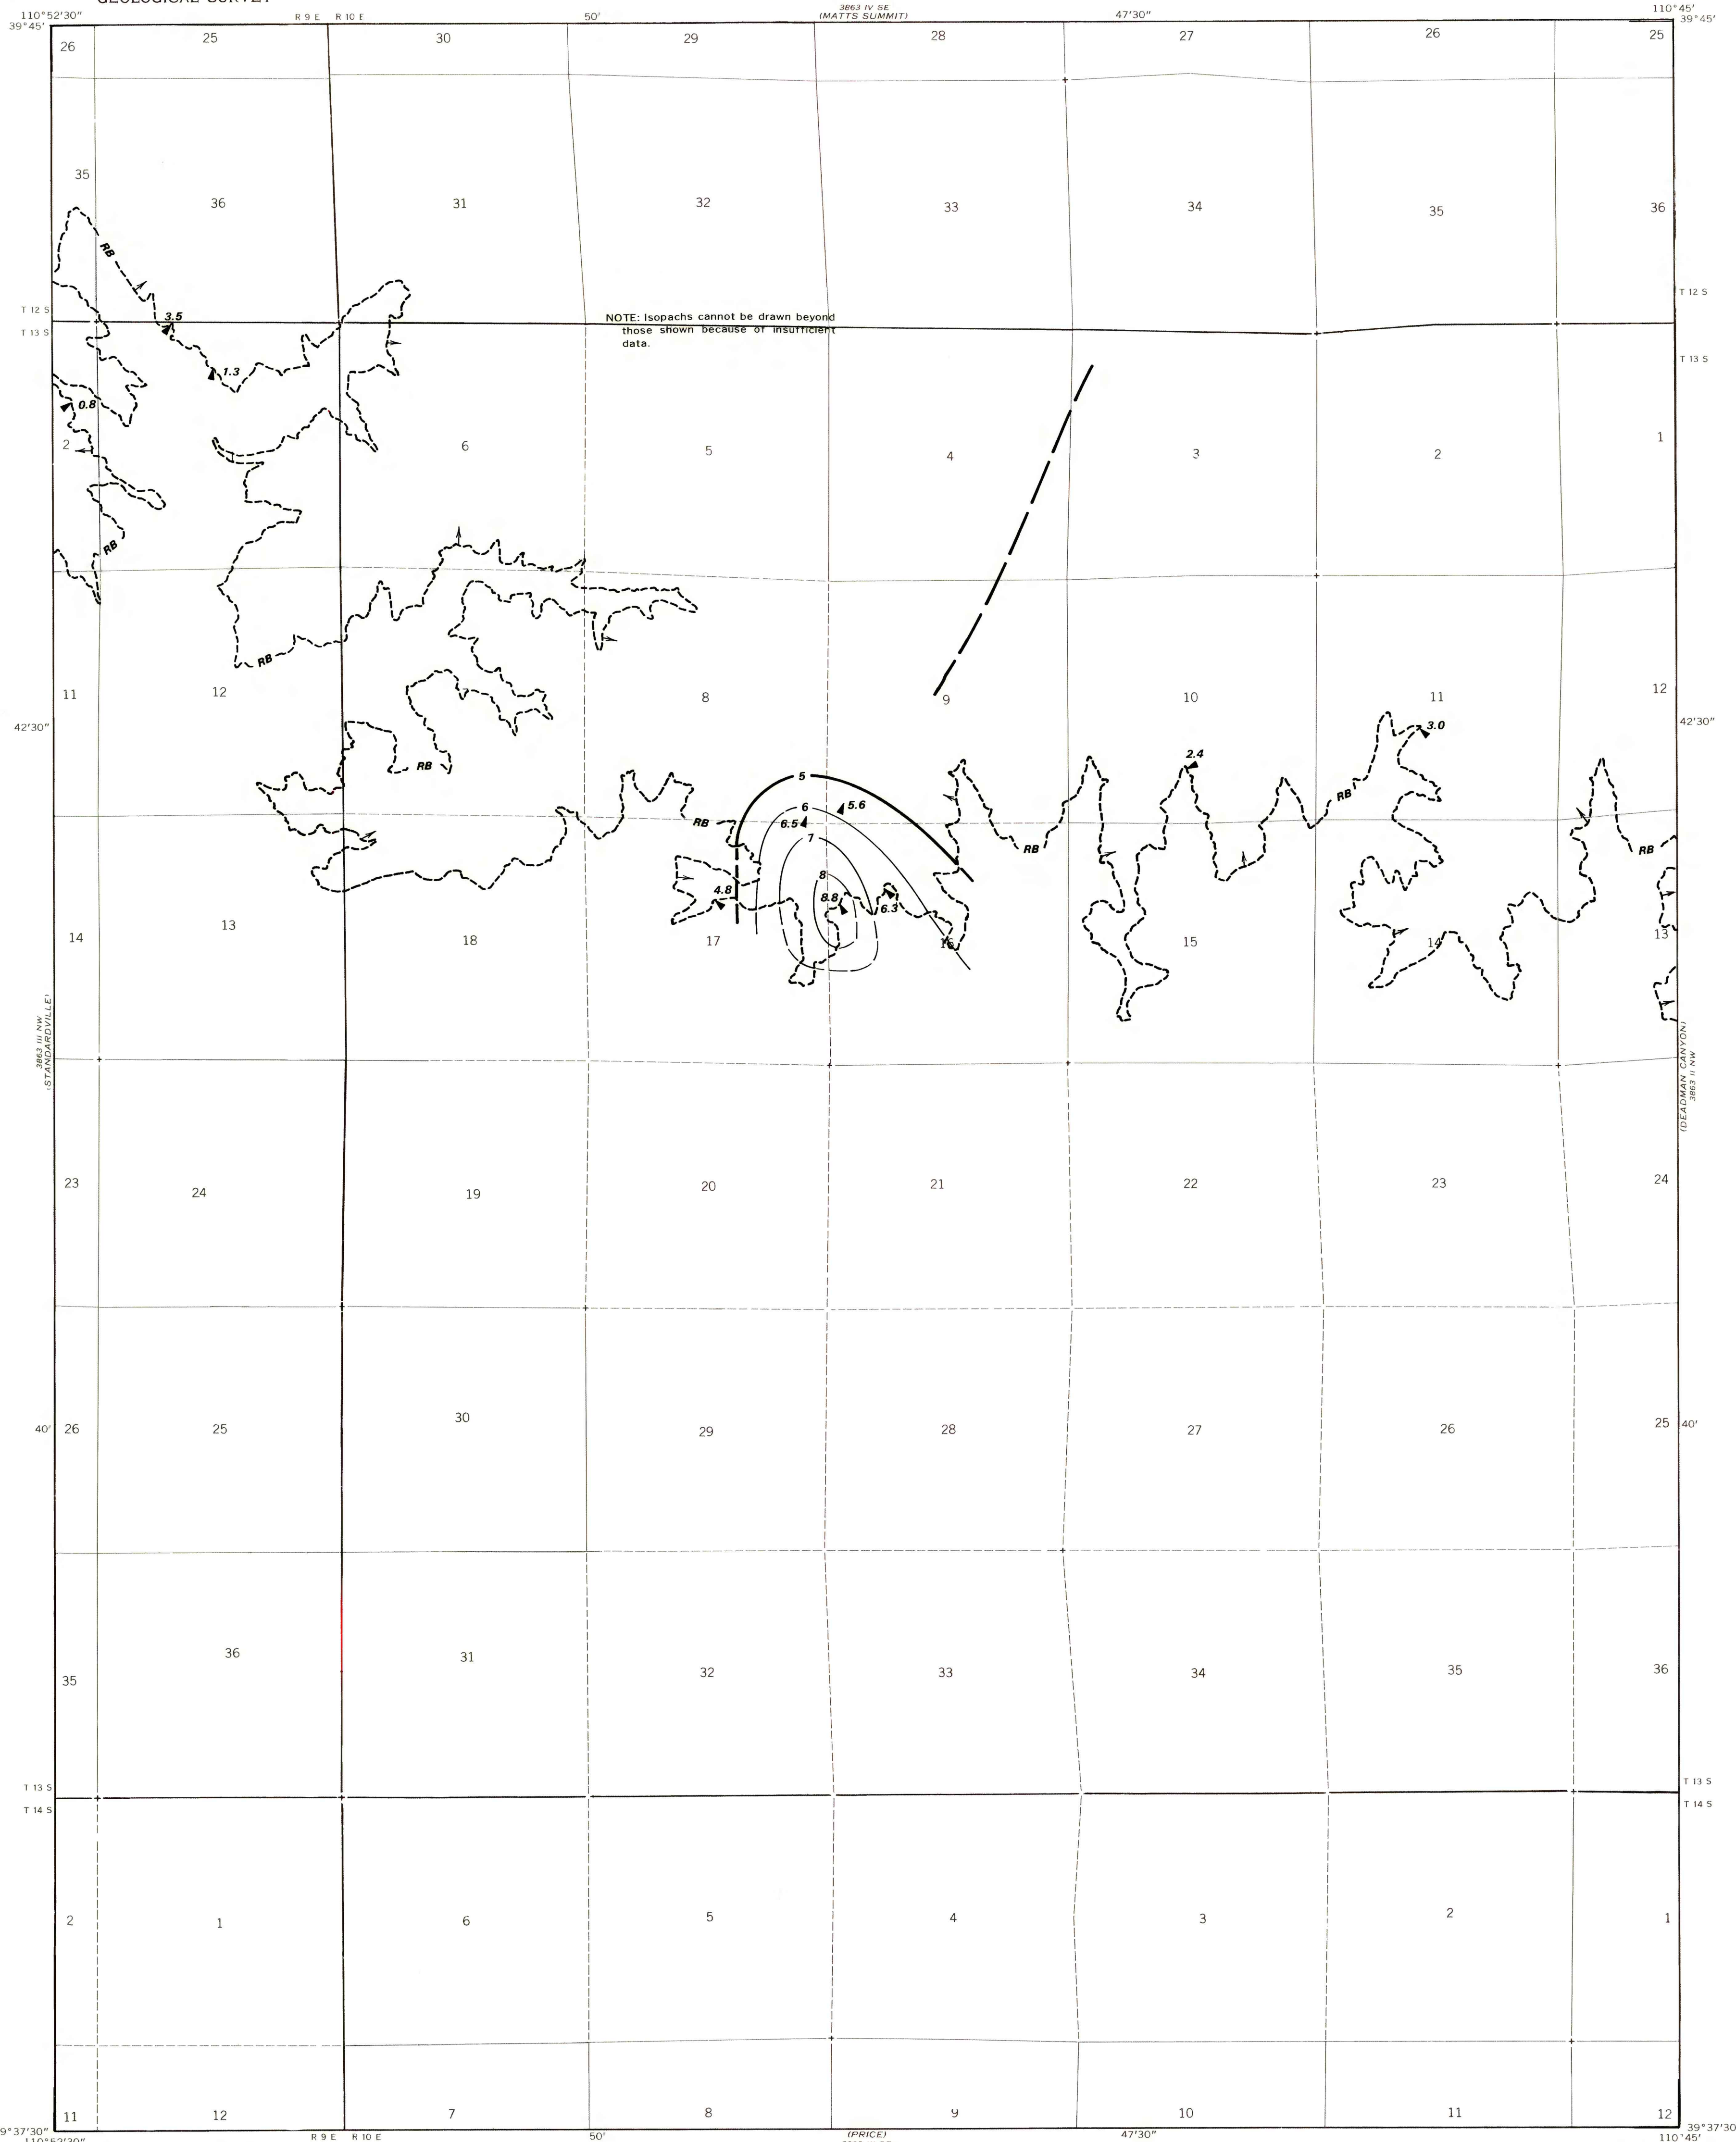 110°52'30" R 9 E R 10 E 50' 3863 IV SE 47'30" 110°45'
(MATTS SUMMIT)
39°45' 39°45'
26 25 30 29 28 27 26 25
35 36 31 32 33 34 35 36
RB
T 12 S T 12 S
3.5
NOTE: Isopachs cannot be drawn beyond
those shown because of insufficient
data.
T 13 S T 13 S
1.3
0.8
2 6 5 4 3 2 1
RB
RB
11 12 8 9 10 11 12
42'30" 42'30"
3.0
2.4
RB
5
RB
6 5.6
RB 6.5
7
RB RB
8
4.8 8.8 6.3
14 13 18 17 16 15 14 13
3863 III NW
(STANDARDVILLE)
(DEADMAN CANYON)
3863 II NW
23 24 19 20 21 22 23 24
40' 26 25 30 29 28 27 26 25 40'
35 36 31 32 33 34 35 36
T 13 S T 13 S
T 14 S T 14 S
2 1 6 5 4 3 2 1
11 12 7 8 9 10 11 12
9°37'30" 39°37'30
R 9 E R 10 E 50' (PRICE) 47'30" 110°45'